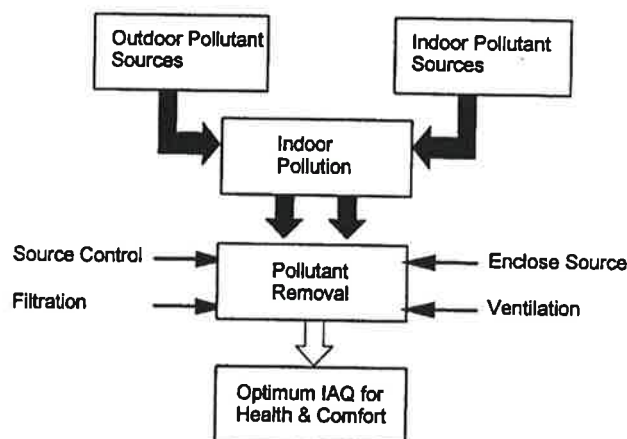 Outdoor Pollutant
Sources
Indoor Pollutant
Sources
Indoor
Pollution
Source Control
Filtration
Pollutant
Removal
Enclose Source
Ventilation
Optimum IAQ for
Health & Comfort